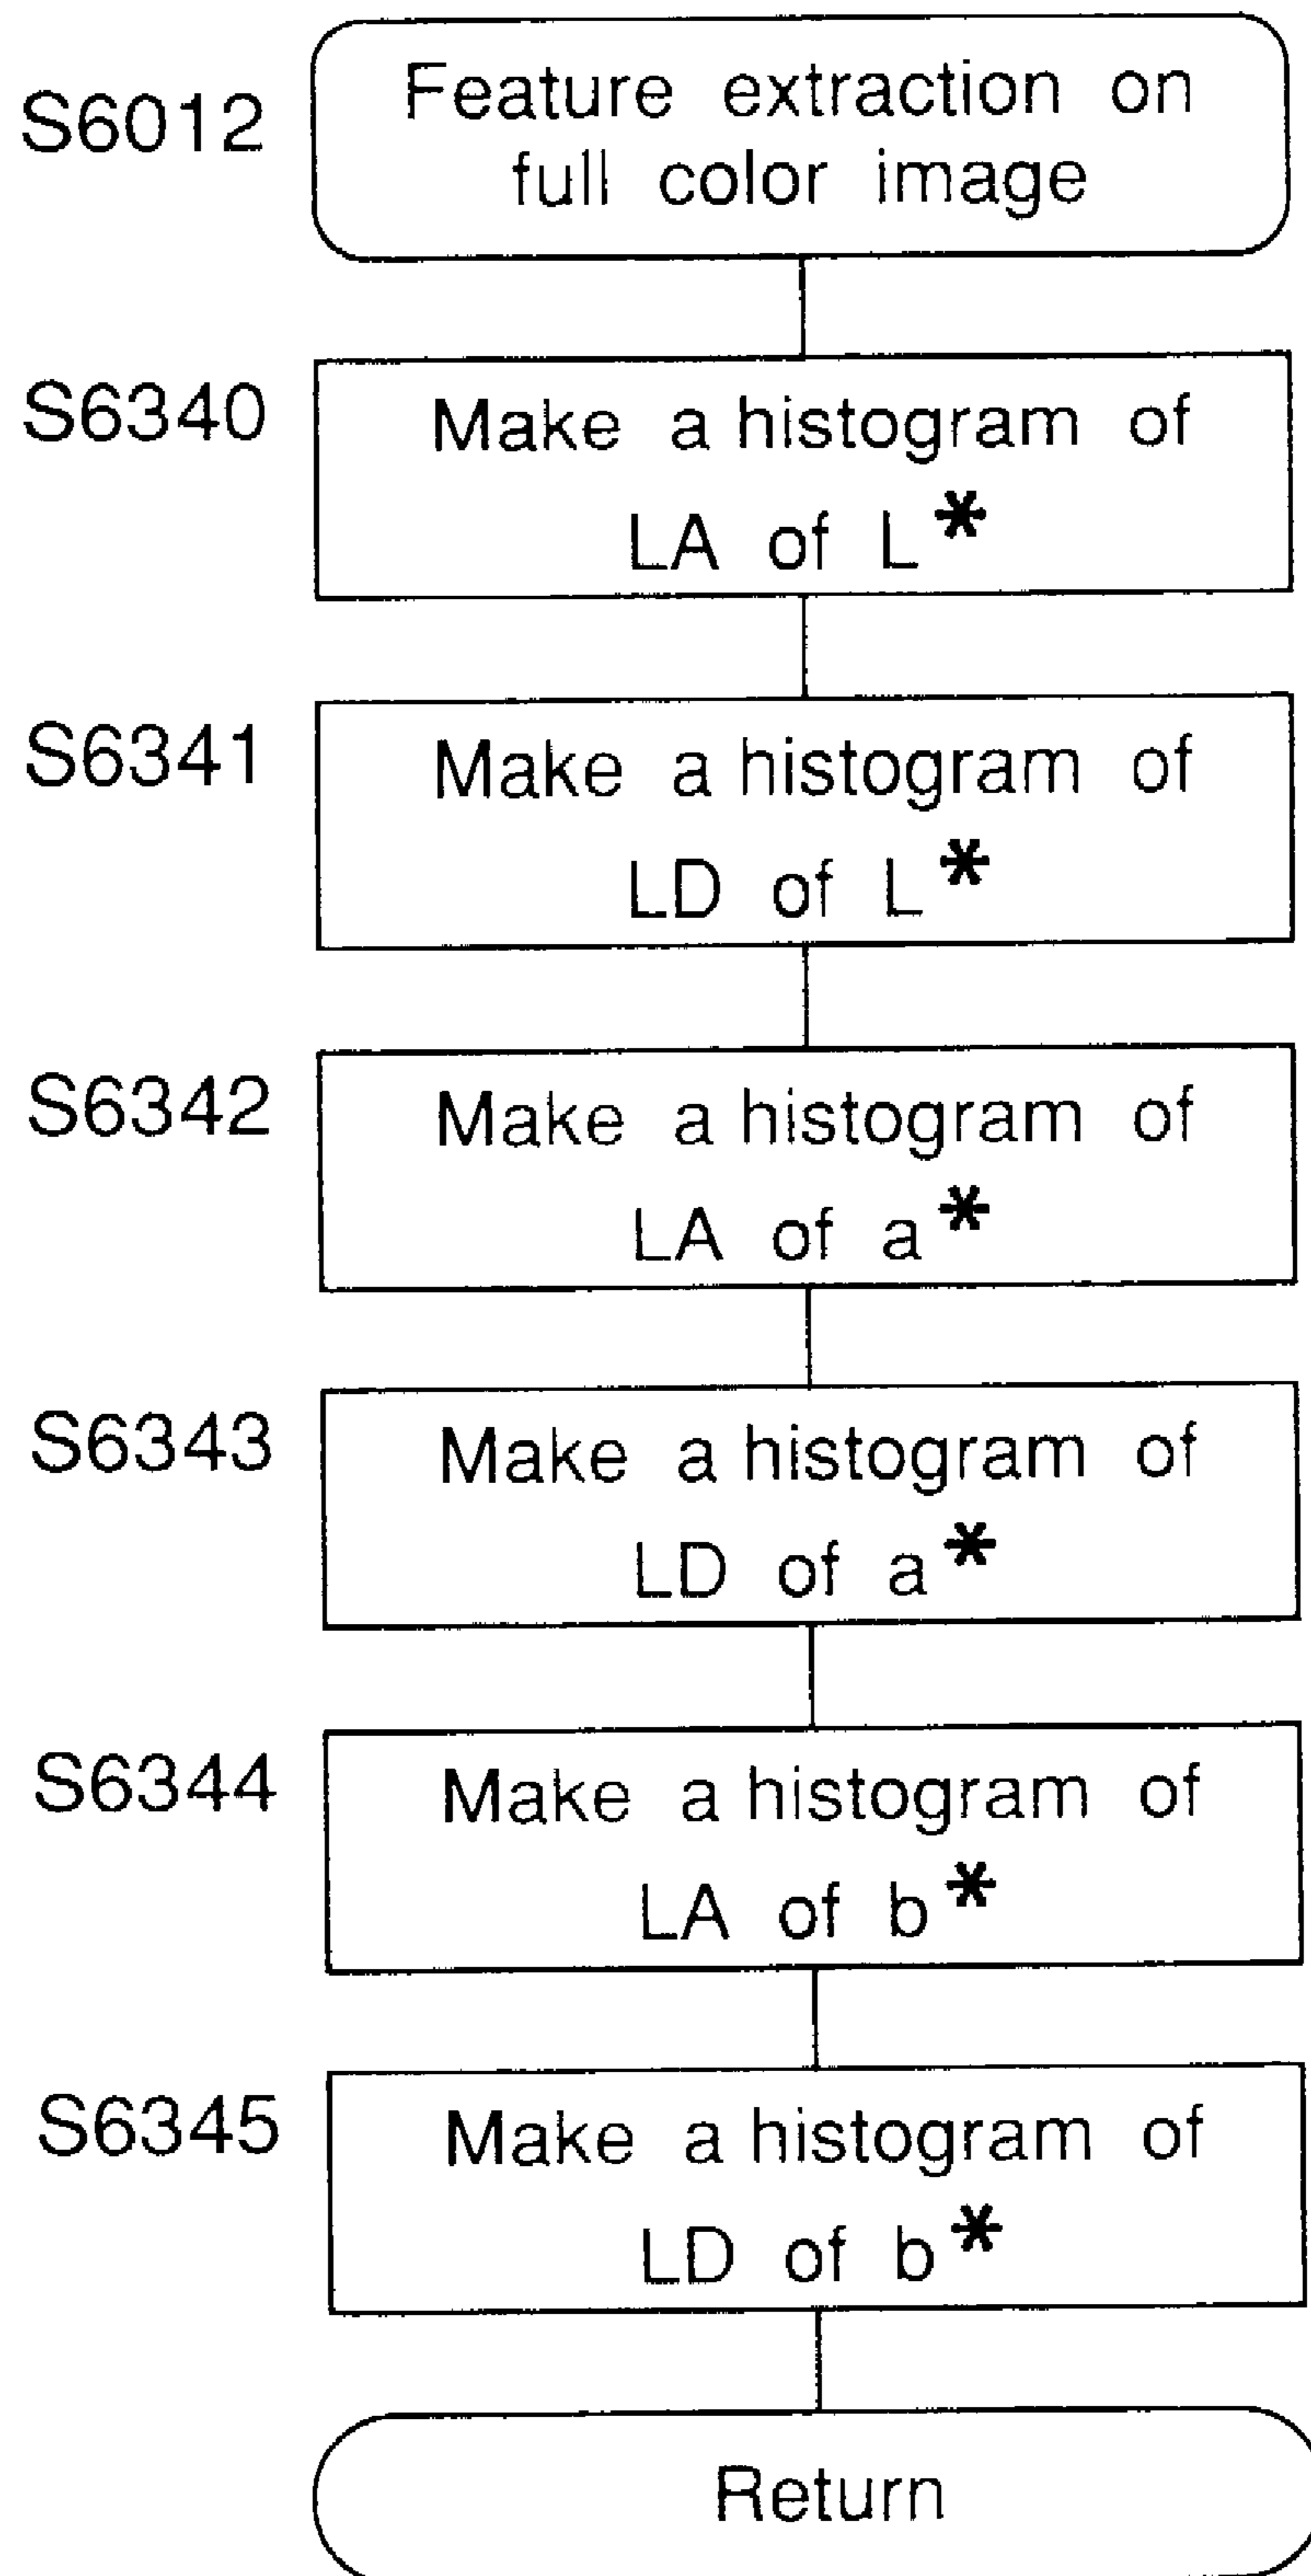 S6012
Feature extraction on
full color image
S6340
Make a histogram of
LA of L*
S6341
Make a histogram of
LD of L*
S6342
Make a histogram of
LA of a*
S6343
Make a histogram of
LD of a*
S6344
Make a histogram of
LA of b*
S6345
Make a histogram of
LD of b*
Return